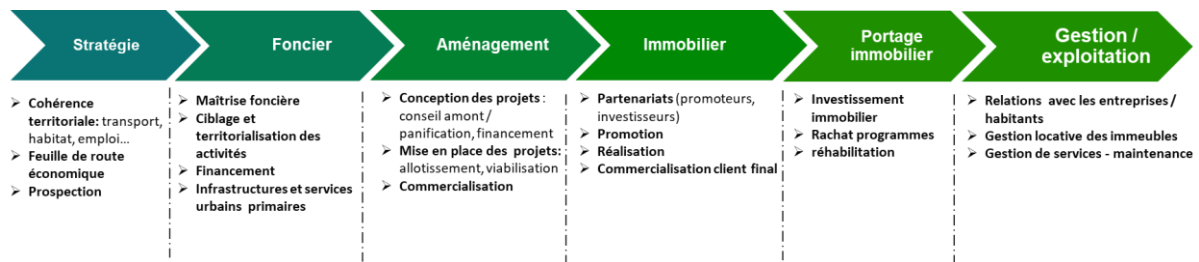 Stratégie
Foncier
Aménagement
Immobilier
Portage
immobilier
Gestion /
exploitation
➢ Cohérence
territoriale: transport,
habitat, emploi...
➢ Feuille de route
économique
➢ Prospection
➢ Maîtrise foncière
➢ Ciblage et
territorialisation des
activités
➢ Financement
➢ Infrastructures et services
urbains primaires
➢ Conception des projets :
conseil amont /
panification, financement
➢ Mise en place des projets:
allotissement, viabilisation
➢ Commercialisation
➢ Partenariats (promoteurs,
investisseurs)
➢ Promotion
➢ Réalisation
➢ Commercialisation client final
➢ Investissement
immobilier
➢ Rachat programmes
➢ réhabilitation
➢ Relations avec les entreprises /
habitants
➢ Gestion locative des immeubles
➢ Gestion de services - maintenance